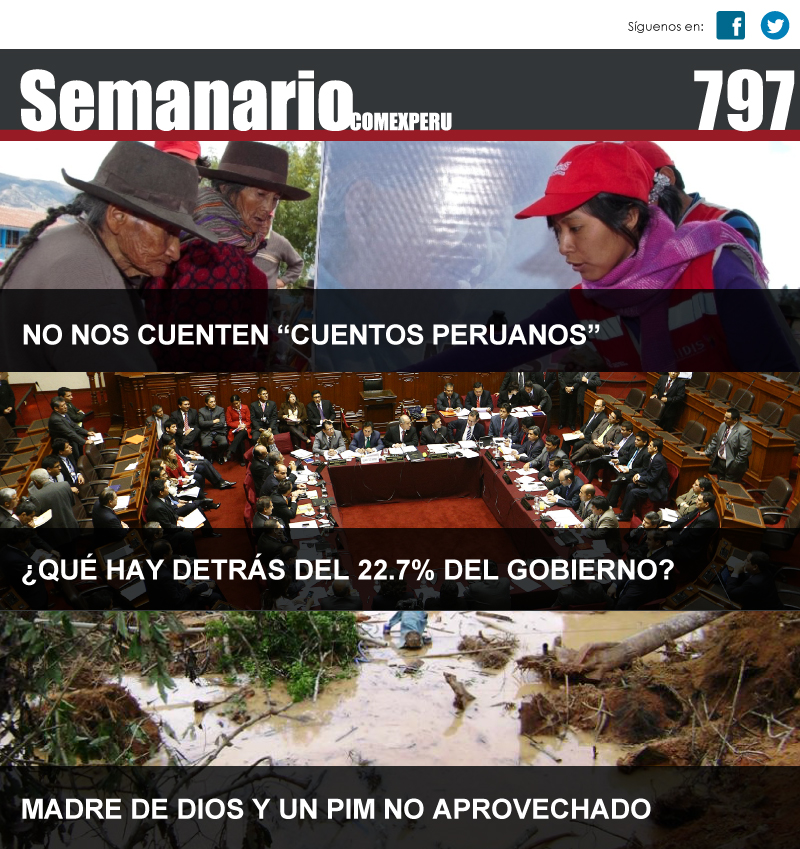 Síguenos en:
Semanario COMEXPERU 797
NO NOS CUENTEN “CUENTOS PERUANOS”
¿QUÉ HAY DETRÁS DEL 22.7% DEL GOBIERNO?
MADRE DE DIOS Y UN PIM NO APROVECHADO